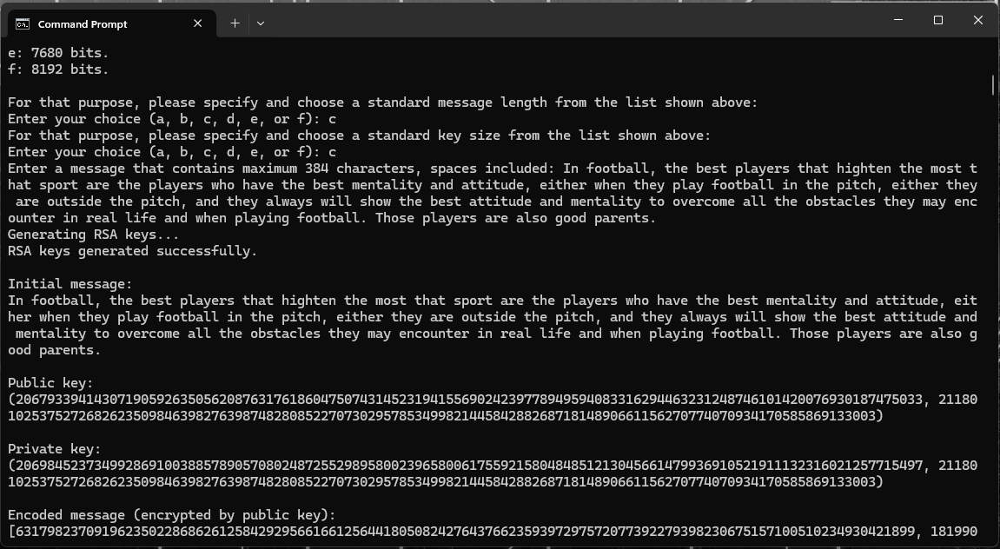 Command Prompt
e: 7680 bits.
f: 8192 bits.
For that purpose, please specify and choose a standard message length from the list shown above:
Enter your choice (a, b, c, d, e, or f): c
For that purpose, please specify and choose a standard key size from the list shown above:
Enter your choice (a, b, c, d, e, or f): c
Enter a message that contains maximum 384 characters, spaces included: In football, the best players that highten the most t
hat sport are the players who have the best mentality and attitude, either when they play football in the pitch, either they
are outside the pitch, and they always will show the best attitude and mentality to overcome all the obstacles they may enc
ounter in real life and when playing football. Those players are also good parents.
Generating RSA keys...
RSA keys generated successfully.
Initial message:
In football, the best players that highten the most that sport are the players who have the best mentality and attitude, eit
her when they play football in the pitch, either they are outside the pitch, and they always will show the best attitude and
mentality to overcome all the obstacles they may encounter in real life and when playing football. Those players are also g
ood parents.
Public key:
(20679339414307190592635056208763176186047507431452319415569024239778949594083316294463231248746101420076930187475033, 21180
10253752726826235098463982763987482808522707302957853499821445842882687181489066115627077407093417058586913​3003)
Private key:
(20698452373499286910038857890570802487255298958002396580061755921580484851213045661479936910521911132316021257715497, 21180
10253752726826235098463982763987482808522707302957853499821445842882687181489066115627077407093417058586913​3003)
Encoded message (encrypted by public key):
[63179823709196235022868626125842929566166125644180508242764376623593972975720773922793982306751571005102349304​21899, 181990